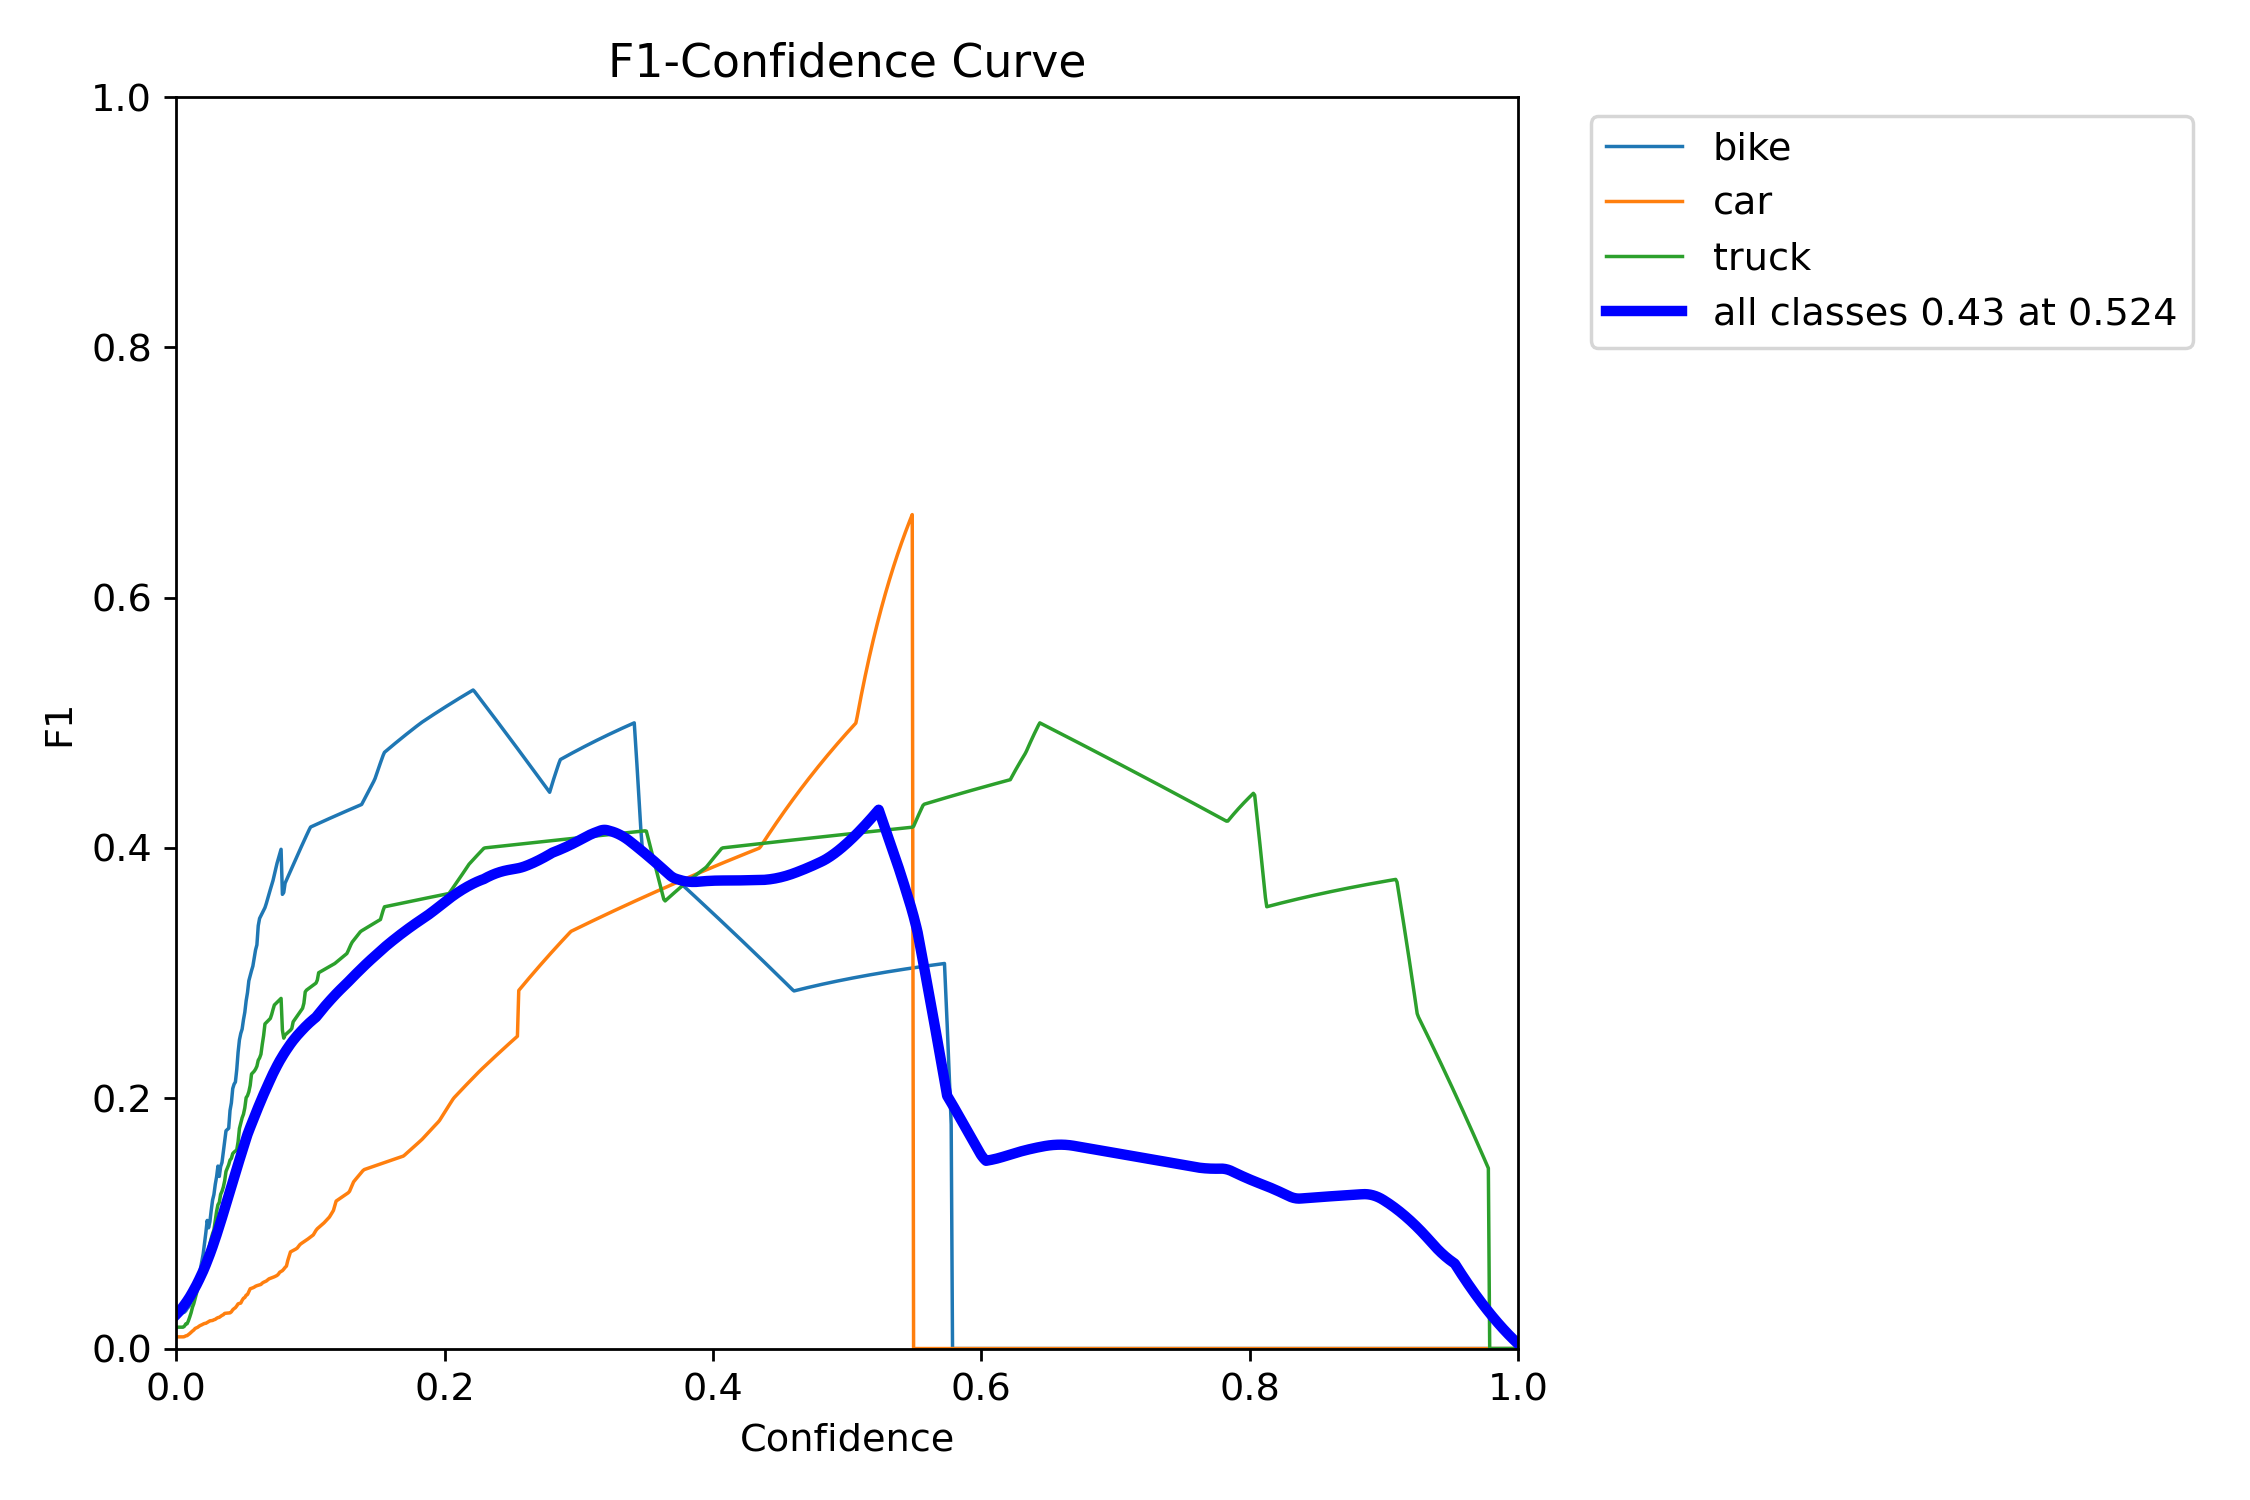 F1-Confidence Curve
1.0
0.8
0.6
0.4
0.2
0.0
F1
0.0 0.2 0.4 0.6 0.8 1.0
Confidence
bike
car
truck
all classes 0.43 at 0.524